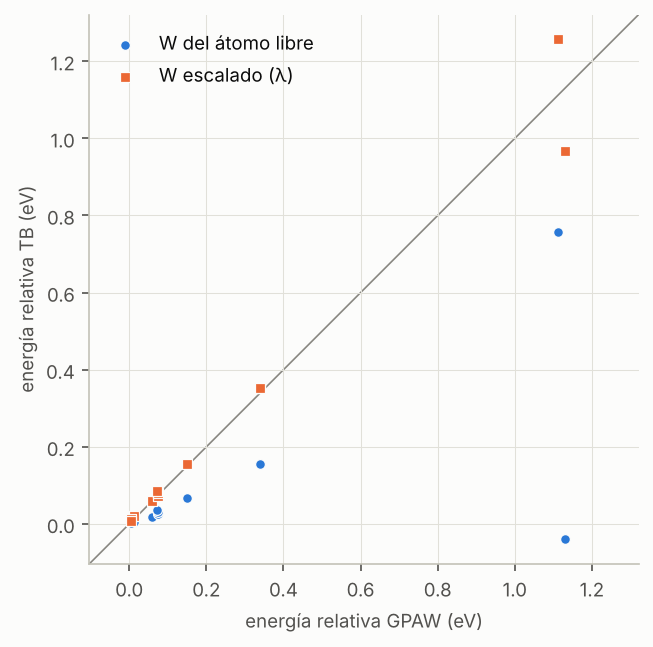 W del átomo libre
W escalado (λ)
energía relativa TB (eV)
1.2
1.0
0.8
0.6
0.4
0.2
0.0
0.0 0.2 0.4 0.6 0.8 1.0 1.2
energía relativa GPAW (eV)